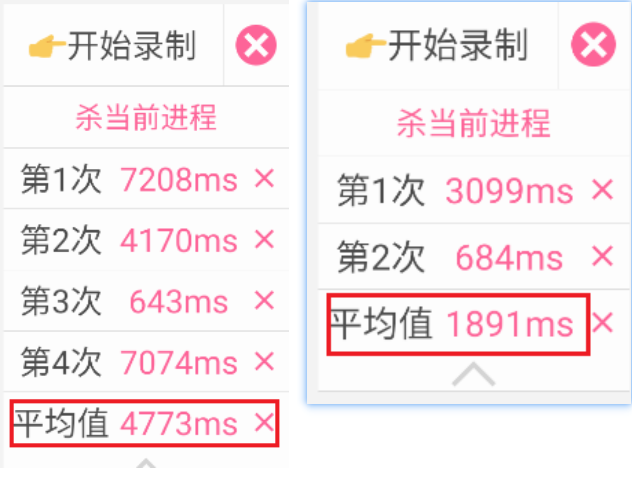 👉开始录制
杀当前进程
第1次 7208ms ×
第2次 4170ms ×
第3次 643ms ×
第4次 7074ms ×
平均值 4773ms ×
👉开始录制
杀当前进程
第1次 3099ms ×
第2次 684ms ×
平均值 1891ms ×